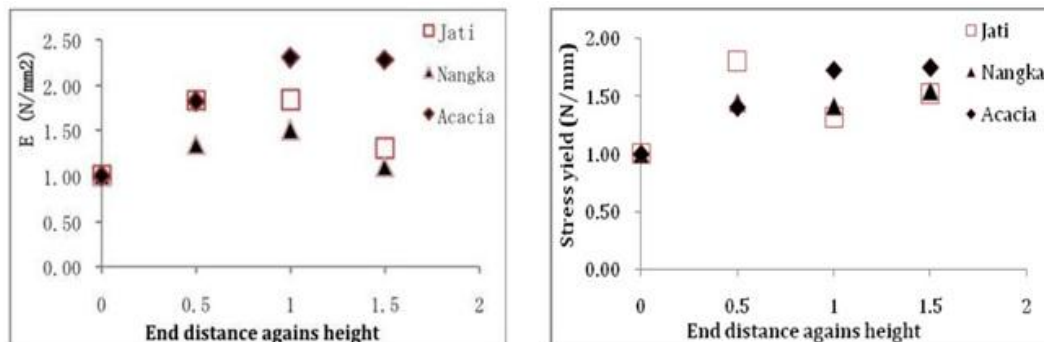 2.50
2.00
1.50
1.00
0.50
0.00
E (N/mm2)
0
0.5
1
1.5
2
End distance agains height
Jati
Nangka
Acacia
2.00
1.50
1.00
0.50
0.00
Stress yield (N/mm)
0
0.5
1
1.5
2
End distance agains height
Jati
Nangka
Acacia